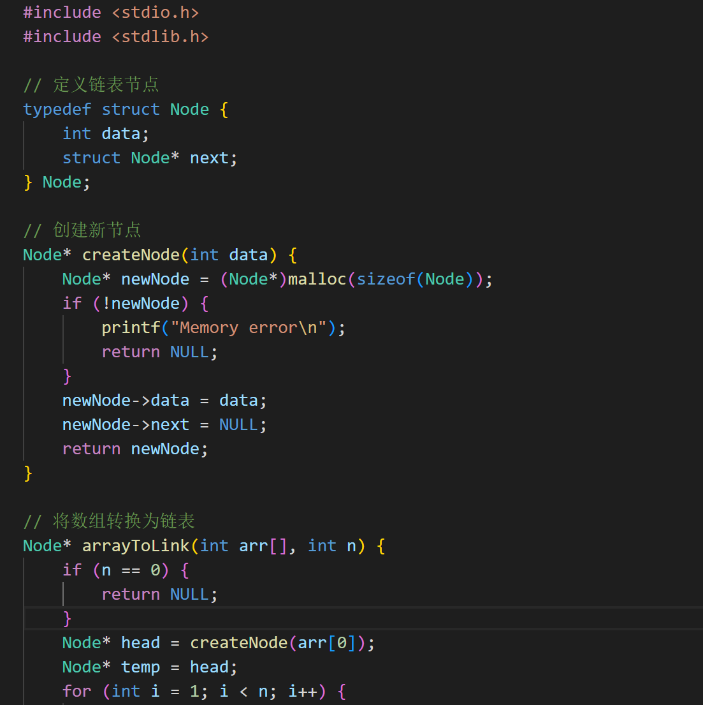 #include <stdio.h>
#include <stdlib.h>
// 定义链表节点
typedef struct Node {
    int data;
    struct Node* next;
} Node;
// 创建新节点
Node* createNode(int data) {
    Node* newNode = (Node*)malloc(sizeof(Node));
    if (!newNode) {
        printf("Memory error\n");
        return NULL;
    }
    newNode->data = data;
    newNode->next = NULL;
    return newNode;
}
// 将数组转换为链表
Node* arrayToLink(int arr[], int n) {
    if (n == 0) {
        return NULL;
    }
    Node* head = createNode(arr[0]);
    Node* temp = head;
    for (int i = 1; i < n; i++) {